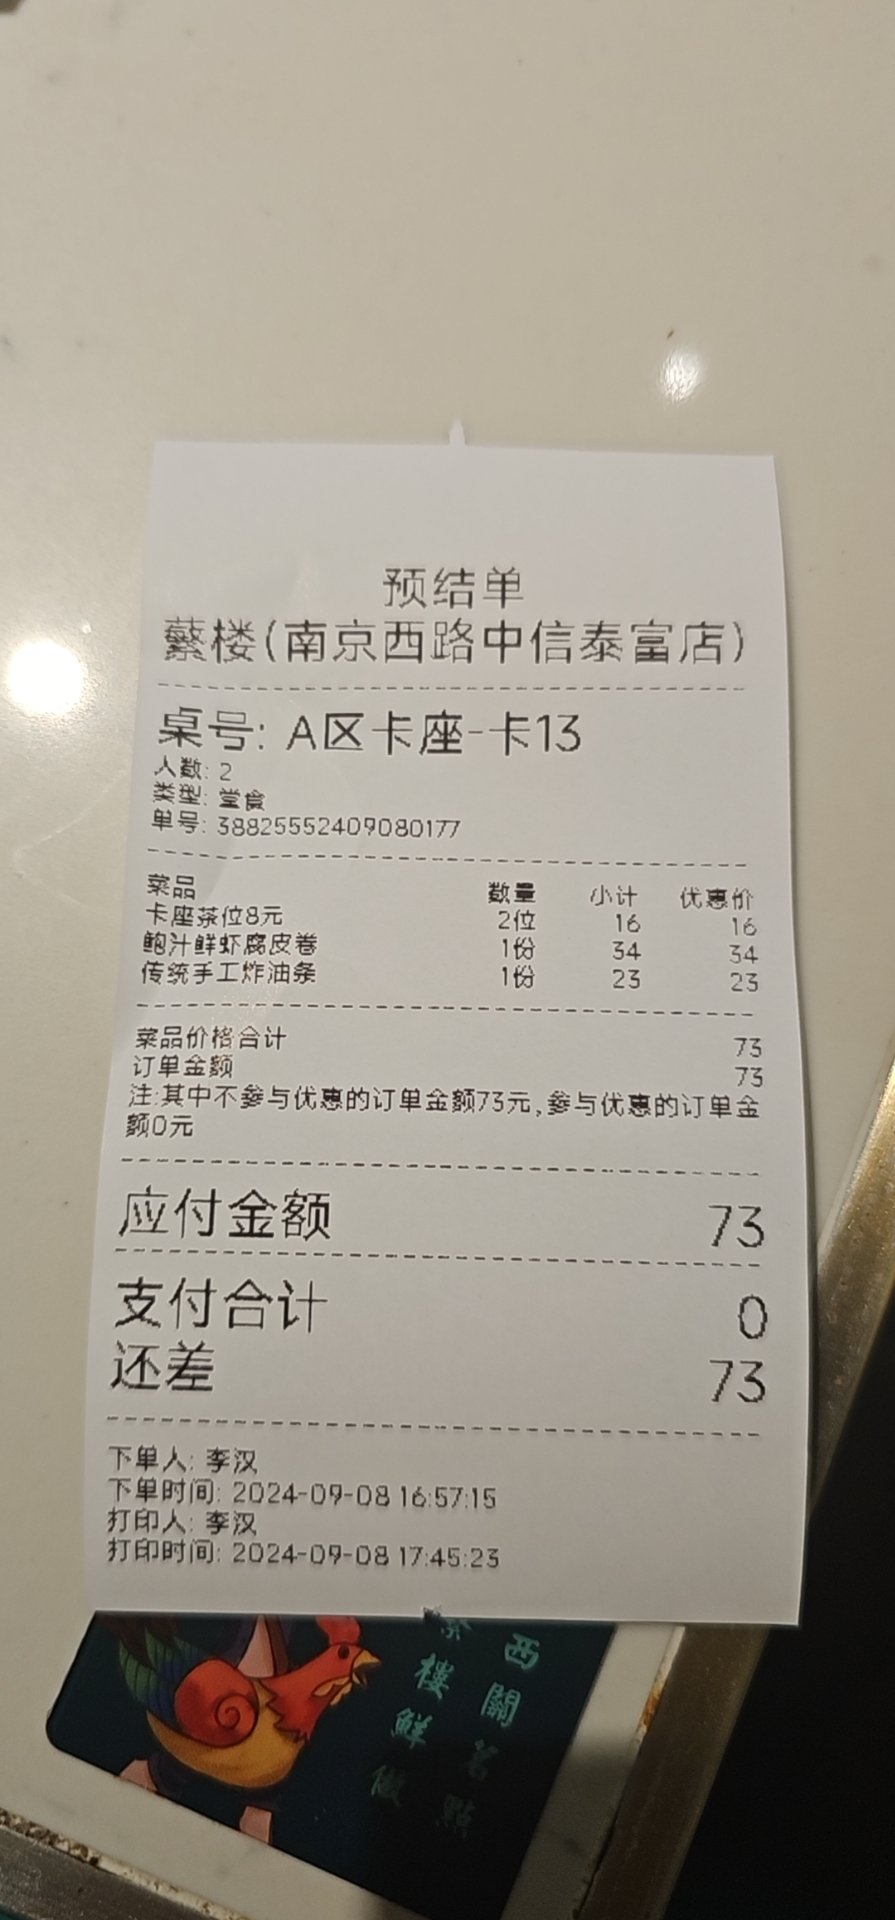 预结单
蘩楼(南京西路中信泰富店)
桌号: A区卡座-卡13
人数: 2
类型: 堂食
单号: 38825552409080177
菜品 数量 小计 优惠价
卡座茶位8元 2位 16 16
鲍汁鲜虾腐皮卷 1份 34 34
传统手工炸油条 1份 23 23
菜品价格合计 73
订单金额 73
注:其中不参与优惠的订单金额73元,参与优惠的订单金
额0元
应付金额 73
支付合计 0
还差 73
下单人: 李汉
下单时间: 2024-09-08 16:57:15
打印人: 李汉
打印时间: 2024-09-08 17:45:23
西關茗點
樓鮮做